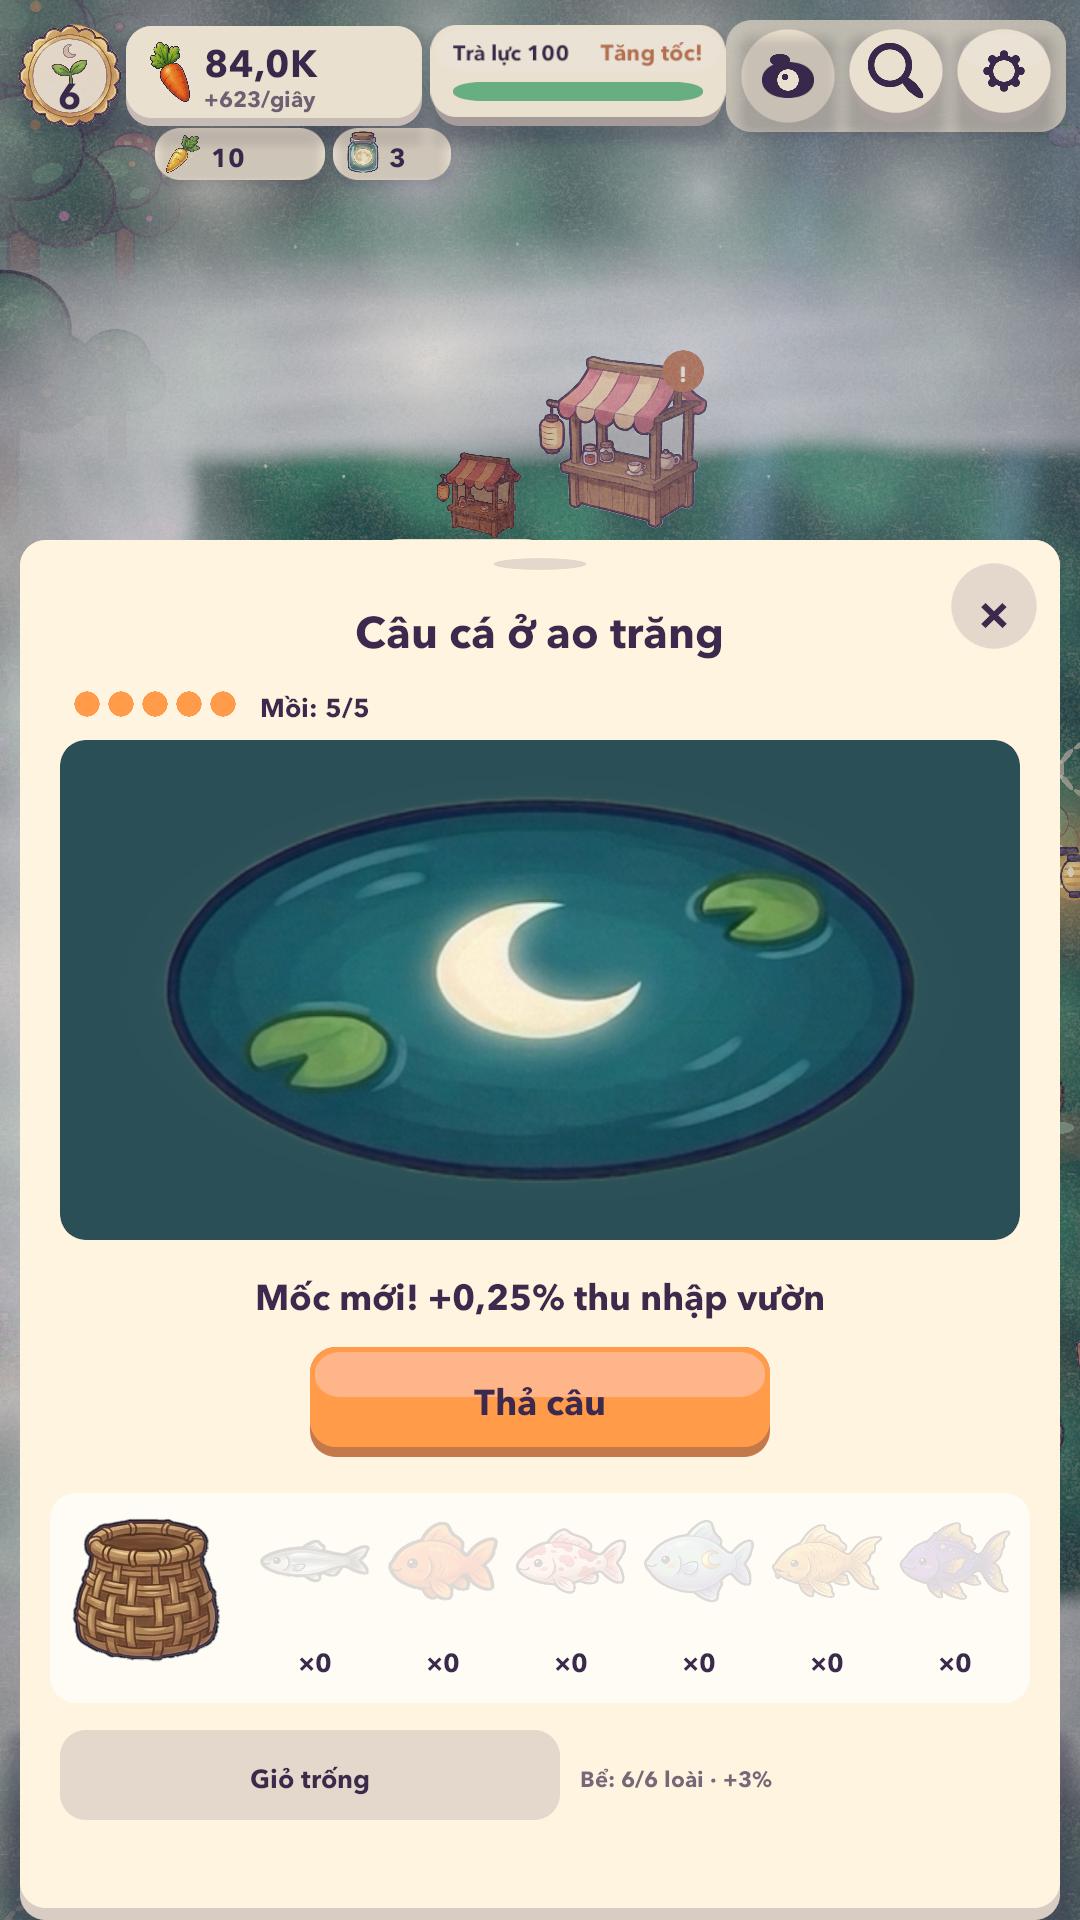 6
84,0K
+623/giây
Trà lực 100
Tăng tốc!
10
3
!
Câu cá ở ao trăng
Mồi: 5/5
Mốc mới! +0,25% thu nhập vườn
Thả câu
×0 ×0 ×0 ×0 ×0 ×0
Giỏ trống
Bể: 6/6 loài · +3%